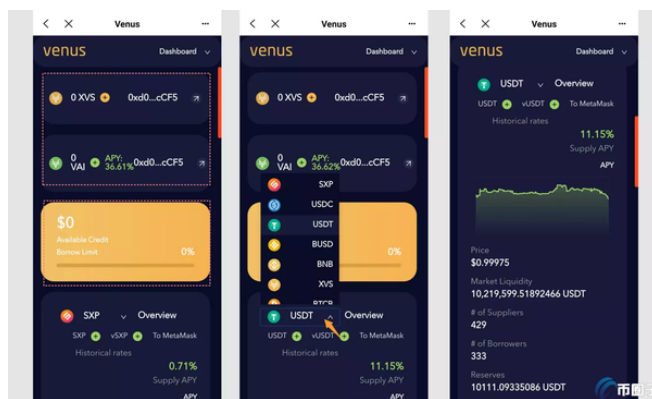 Venus
venus
Dashboard
0 XVS
0xd0...cCF5
0
VAI
APY:
36.61%
0xd0...cCF5
$0
Available Credit
Borrow Limit
0%
SXP
Overview
SXP
vSXP
To MetaMask
Historical rates
0.71%
Supply APY
APY
Venus
venus
Dashboard
0 XVS
0xd0...cCF5
0
VAI
APY:
36.62%
0xd0...cCF5
SXP
USDC
USDT
BUSD
BNB
XVS
BTCB
0%
USDT
Overview
USDT
vUSDT
To MetaMask
Historical rates
11.15%
Supply APY
APY
Venus
venus
Dashboard
USDT
Overview
USDT
vUSDT
To MetaMask
Historical rates
11.15%
Supply APY
APY
Price
$0.99975
Market Liquidity
10,219,599.51892466 USDT
# of Suppliers
429
# of Borrowers
333
Reserves
10111.09335086 USDT
币圈